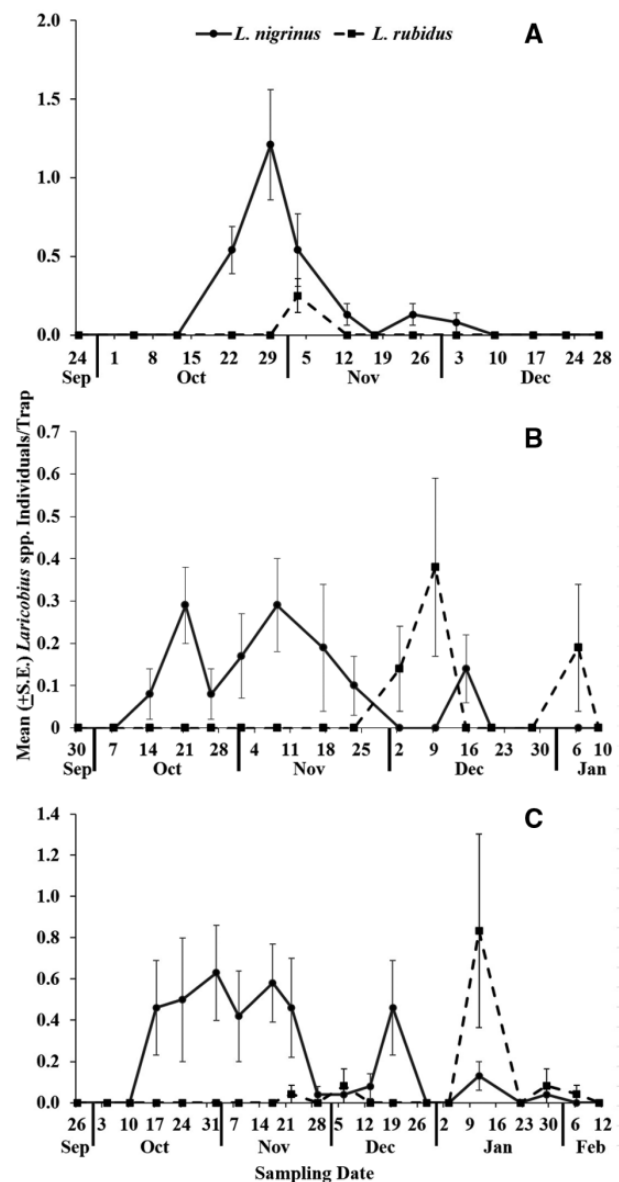 L. nigrinus L. rubidus A
2.0
1.5
1.0
0.5
0.0
24 1 8 15 22 29 5 12 19 26 3 10 17 24 28
Sep Oct Nov Dec
Mean (±S.E.) Laricobius spp. Individuals/Trap
B
0.7
0.6
0.5
0.4
0.3
0.2
0.1
0
30 7 14 21 28 4 11 18 25 2 9 16 23 30 6 10
Sep Oct Nov Dec Jan
C
1.4
1.2
1.0
0.8
0.6
0.4
0.2
0.0
26 3 10 17 24 31 7 14 21 28 5 12 19 26 2 9 16 23 30 6 12
Sep Oct Nov Dec Jan Feb
Sampling Date